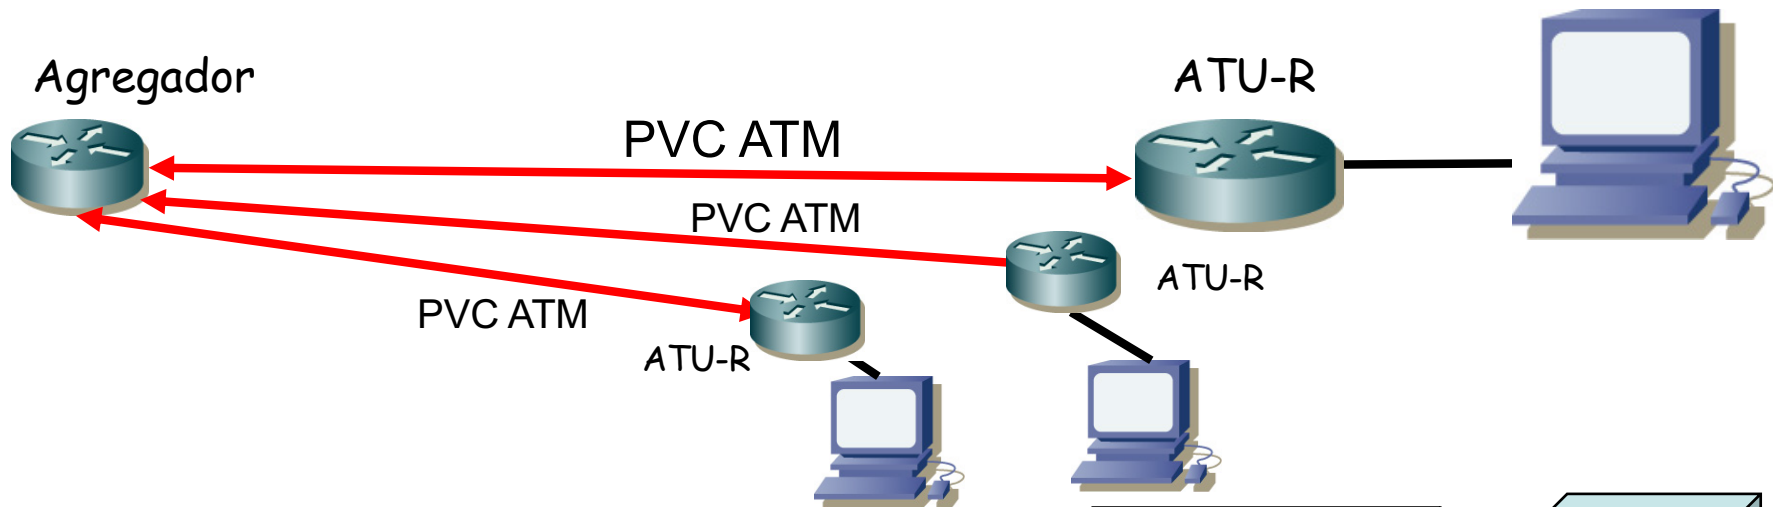 Agregador
ATU-R
PVC ATM
PVC ATM
ATU-R
PVC ATM
ATU-R